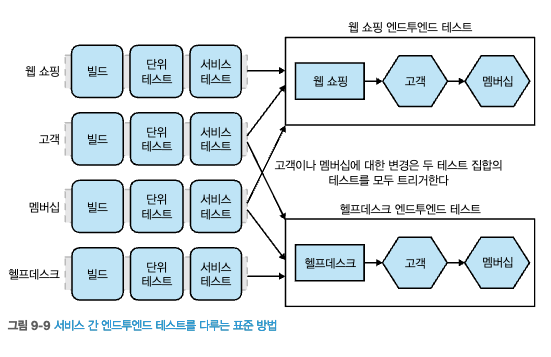 웹 쇼핑 엔드투엔드 테스트
웹 쇼핑
빌드
단위
테스트
서비스
테스트
웹 쇼핑
고객
멤버십
고객
빌드
단위
테스트
서비스
테스트
고객이나 멤버십에 대한 변경은 두 테스트 집합의
테스트를 모두 트리거한다
멤버십
빌드
단위
테스트
서비스
테스트
헬프데스크 엔드투엔드 테스트
헬프데스크
빌드
단위
테스트
서비스
테스트
헬프데스크
고객
멤버십
그림 9-9 서비스 간 엔드투엔드 테스트를 다루는 표준 방법